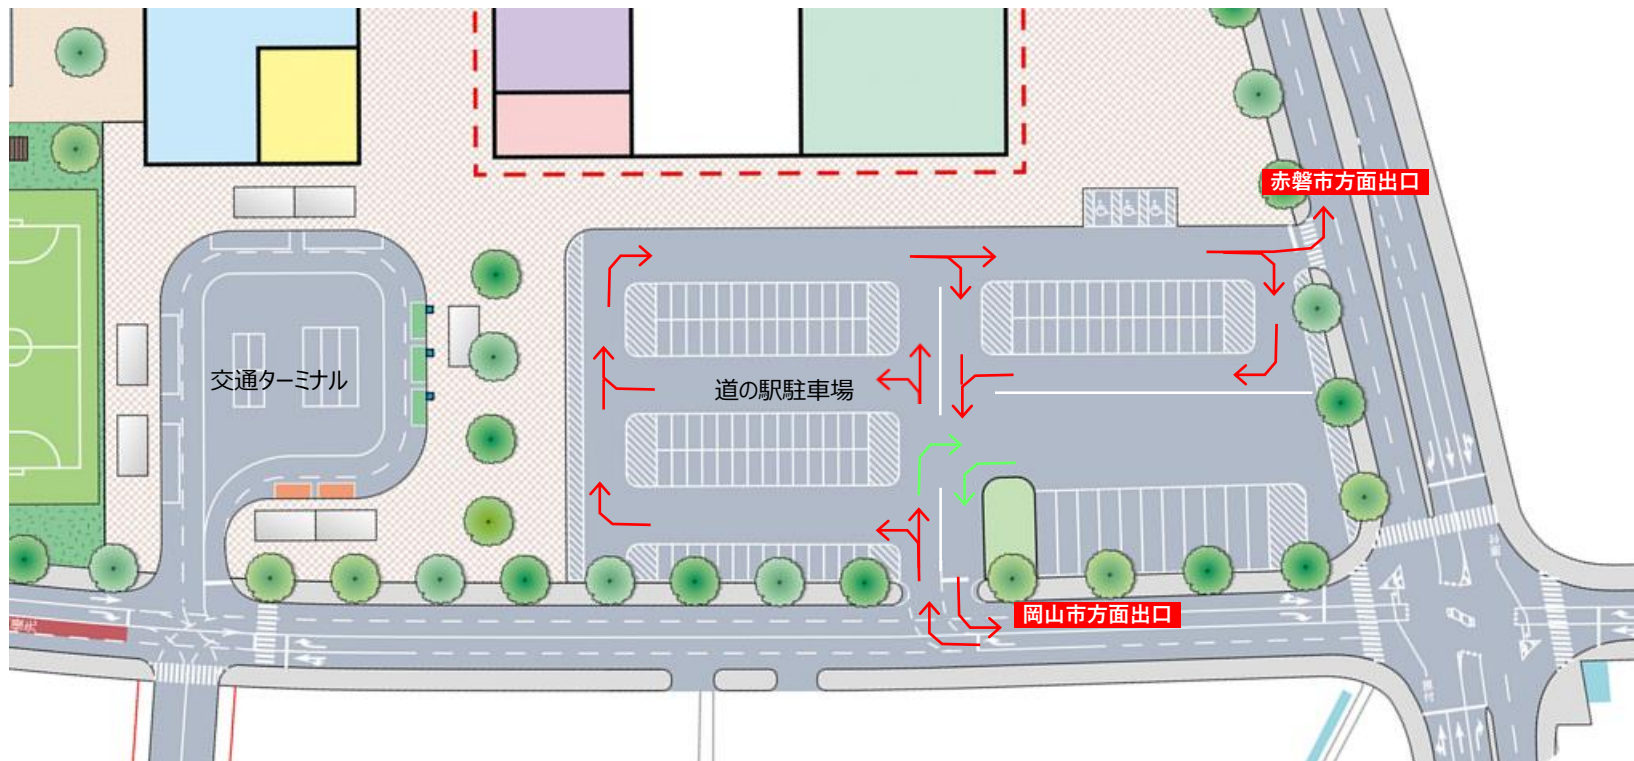 赤磐市方面出口
交通ターミナル
道の駅駐車場
岡山市方面出口